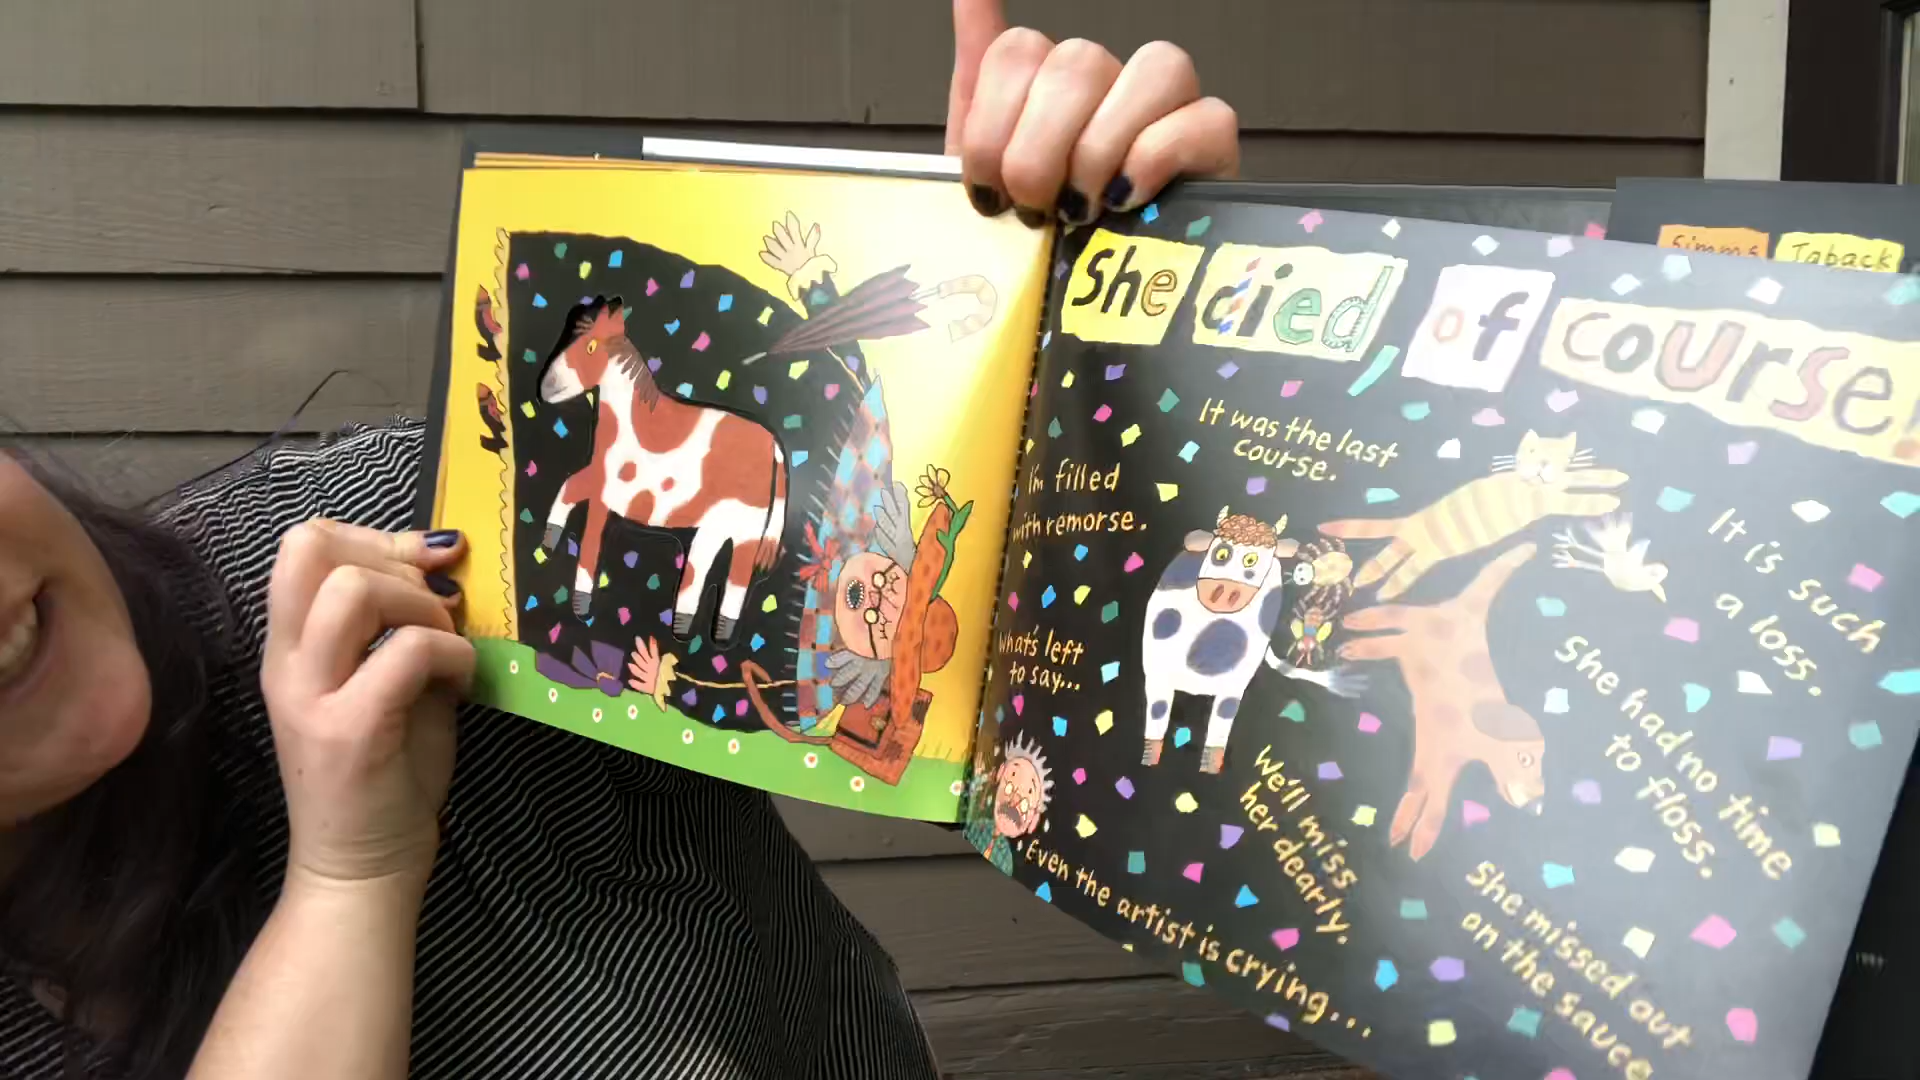 Simms Taback
She died, of course!
It was the last
course.
I'm filled
with remorse.
It is such
a loss.
What's left
to say...
She had no time
to floss.
We'll miss
her dearly.
She missed out
on the sauce
Even the artist is crying...